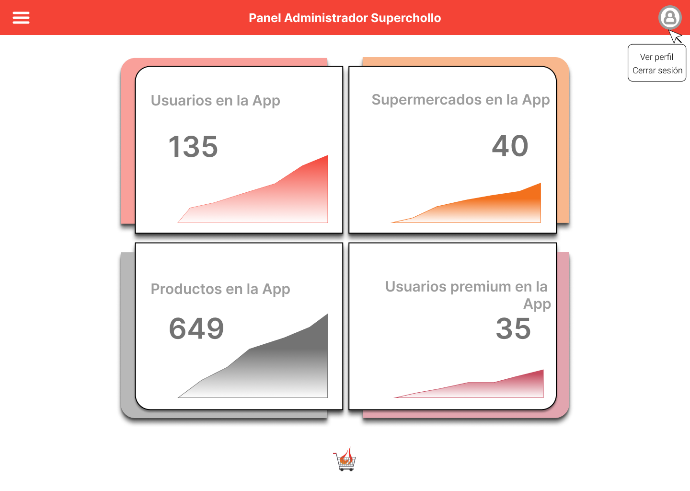 Panel Administrador Superchollo
Ver perfil
Cerrar sesión
Usuarios en la App
135
Supermercados en la App
40
Productos en la App
649
Usuarios premium en la
App
35